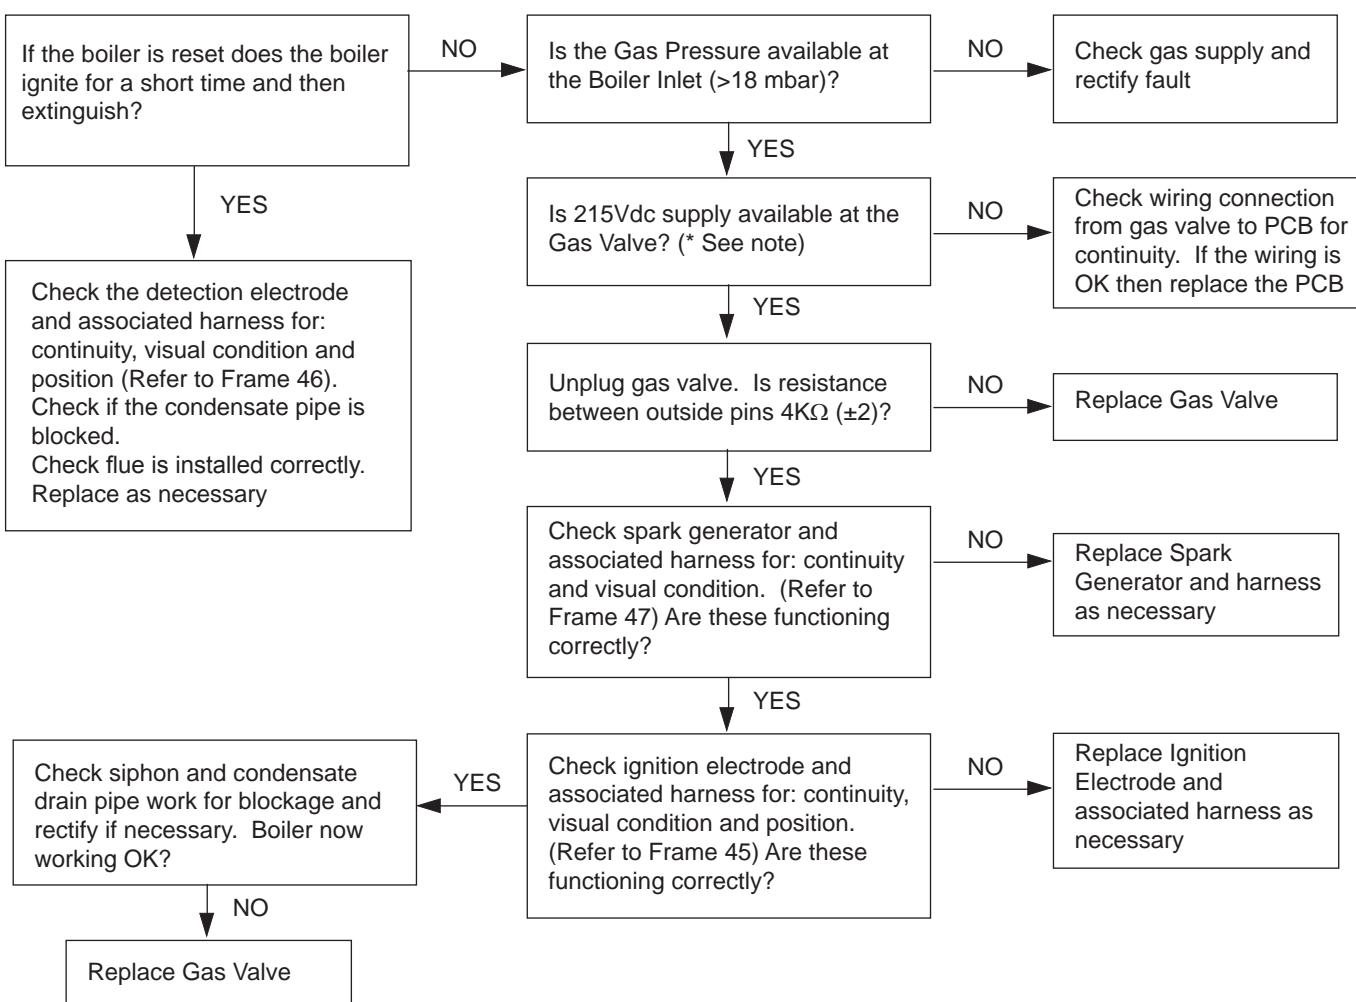 If the boiler is reset does the boiler
ignite for a short time and then
extinguish?
NO
Is the Gas Pressure available at
the Boiler Inlet (>18 mbar)?
NO
Check gas supply and
rectify fault
YES
YES
Is 215Vdc supply available at the
Gas Valve? (* See note)
NO
Check wiring connection
from gas valve to PCB for
continuity.  If the wiring is
OK then replace the PCB
Check the detection electrode
and associated harness for:
continuity, visual condition and
position (Refer to Frame 46).
Check if the condensate pipe is
blocked.
Check flue is installed correctly.
Replace as necessary
YES
Unplug gas valve.  Is resistance
between outside pins 4KΩ (±2)?
NO
Replace Gas Valve
YES
Check spark generator and
associated harness for: continuity
and visual condition.  (Refer to
Frame 47) Are these functioning
correctly?
NO
Replace Spark
Generator and harness
as necessary
YES
Check ignition electrode and
associated harness for: continuity,
visual condition and position.
(Refer to Frame 45) Are these
functioning correctly?
NO
Replace Ignition
Electrode and
associated harness as
necessary
YES
Check siphon and condensate
drain pipe work for blockage and
rectify if necessary.  Boiler now
working OK?
NO
Replace Gas Valve